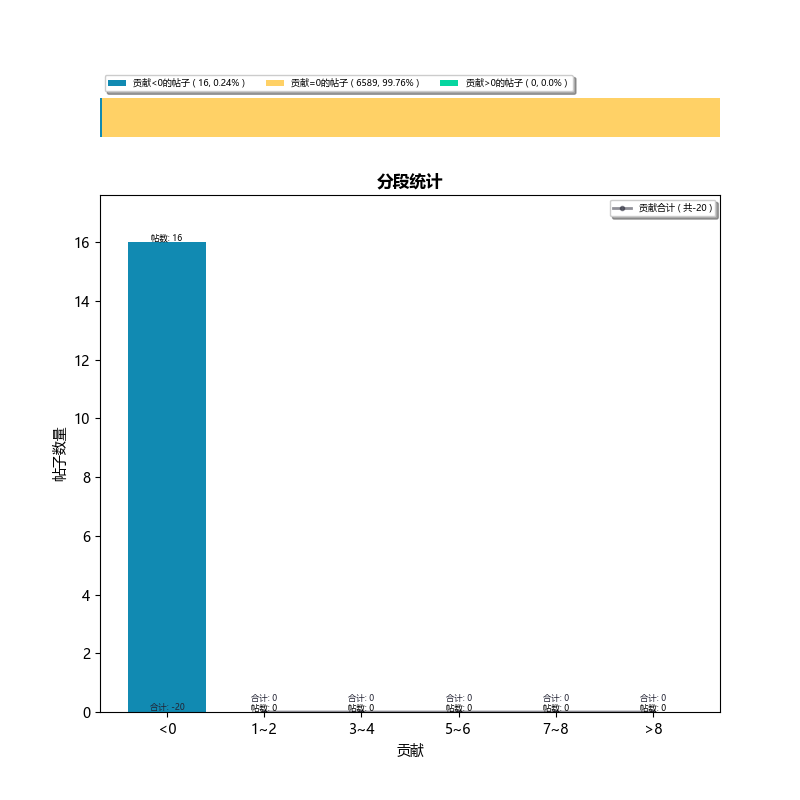 贡献<0的帖子 ( 16, 0.24% ) 贡献=0的帖子 ( 6589, 99.76% ) 贡献>0的帖子 ( 0, 0.0% )
分段统计
贡献合计 ( 共-20 )
帖数: 16
16
14
12
10
8
6
4
2
0
帖子数量
合计: 0 合计: 0 合计: 0 合计: 0 合计: 0
合计: -20 帖数: 0 帖数: 0 帖数: 0 帖数: 0 帖数: 0
<0 1~2 3~4 5~6 7~8 >8
贡献